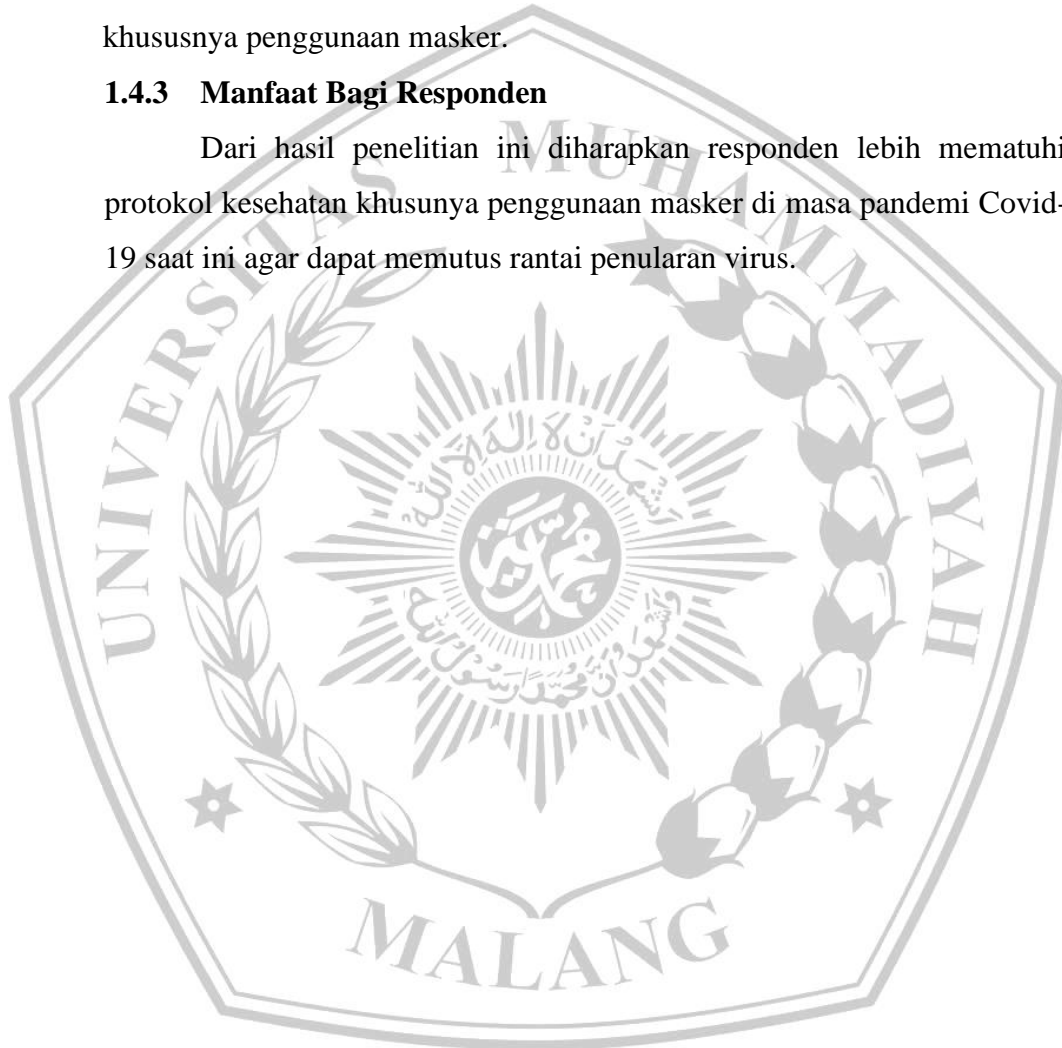 khususnya penggunaan masker.
1.4.3 Manfaat Bagi Responden
Dari hasil penelitian ini diharapkan responden lebih mematuhi
protokol kesehatan khusunya penggunaan masker di masa pandemi Covid-
19 saat ini agar dapat memutus rantai penularan virus.
UNIVERSITAS MUHAMMADIYAH
MALANG